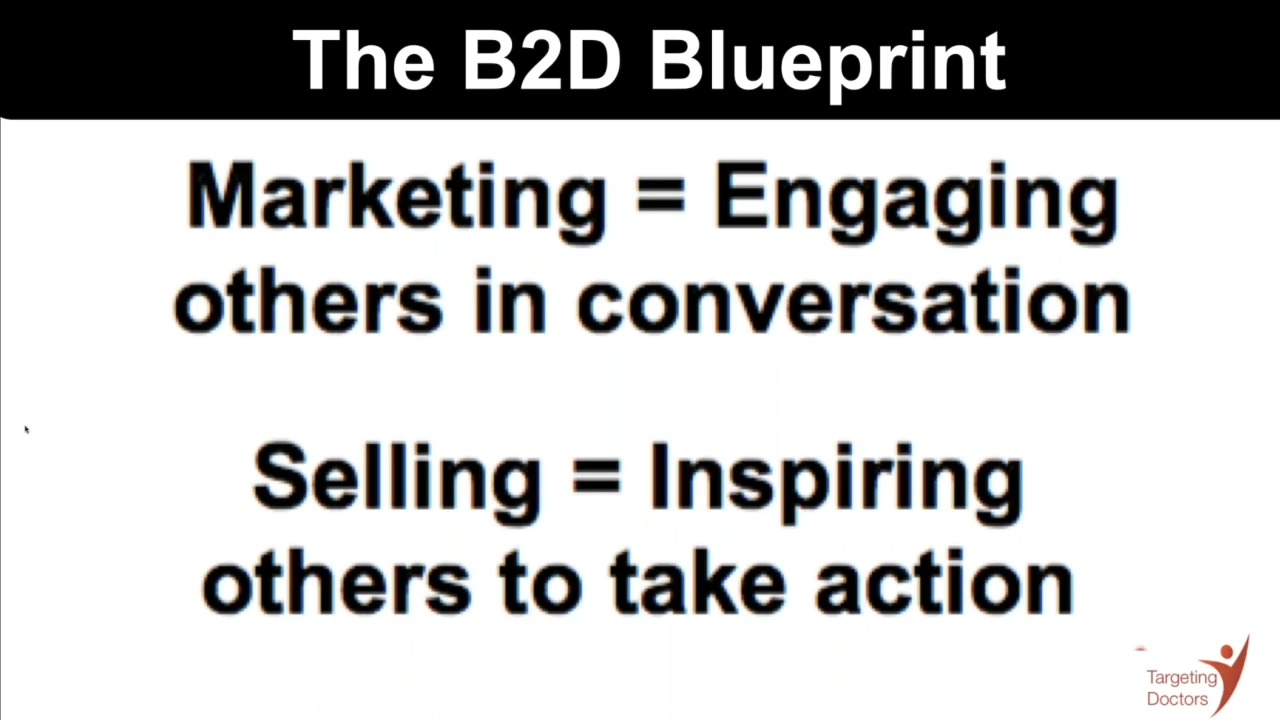 The B2D Blueprint
Marketing = Engaging
others in conversation
Selling = Inspiring
others to take action
Targeting
Doctors